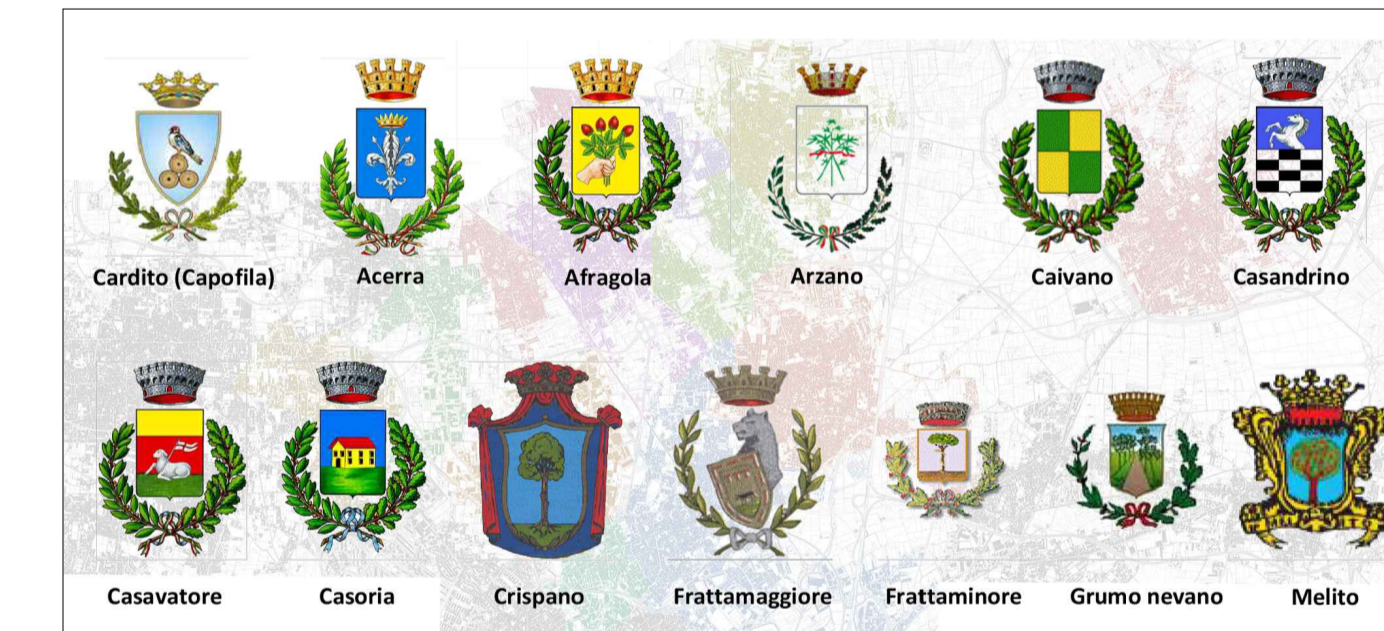 Cardito (Capofila) Acerra Afragola Arzano Caivano Casandrino
Casavatore Casoria Crispano Frattamaggiore Frattaminore Grumo nevano Melito